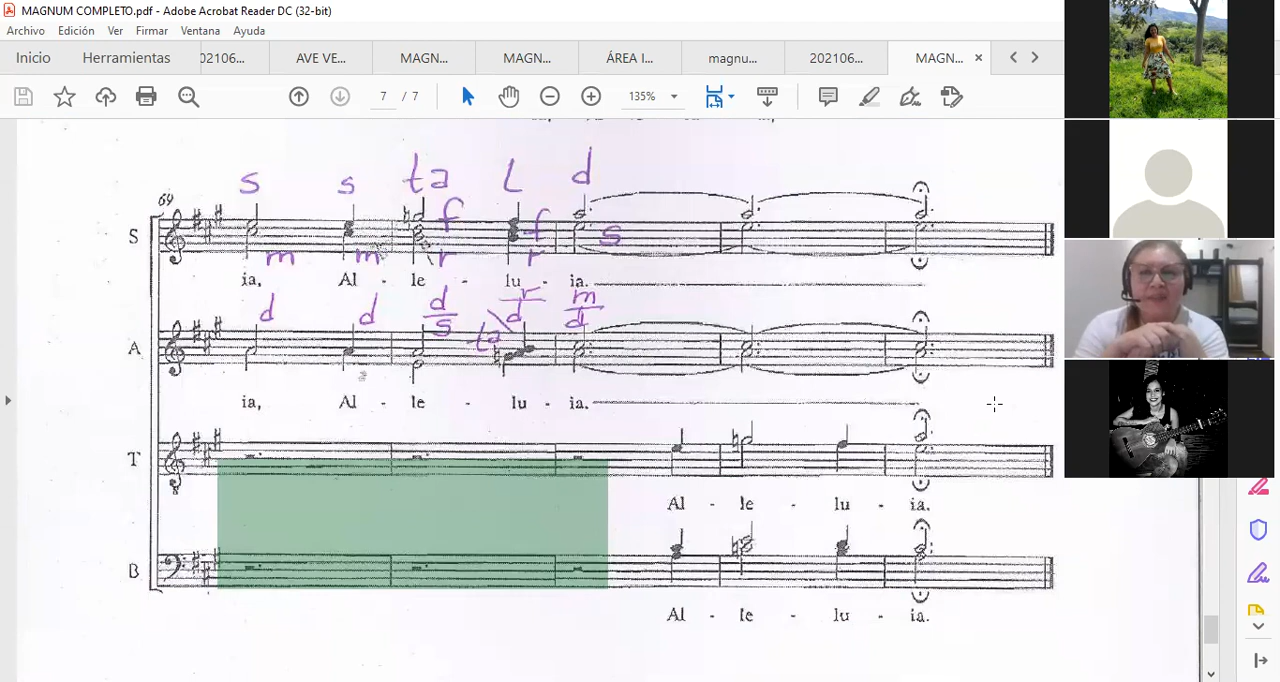 MAGNUM COMPLETO.pdf - Adobe Acrobat Reader DC (32-bit)
Archivo Edición Ver Firmar Ventana Ayuda
Inicio Herramientas 202106... AVE VE... MAGN... MAGN... ÁREA I... magnu... 202106... MAGN... ×
7 / 7 135%
s s ta l d
69
f f s
S
m m r r
ia, Al - le - lu - ia.
d d d r m
s ta d d
A
ia, Al - le - lu - ia.
T
8
Al - le - lu - ia.
B
Al - le - lu - ia.